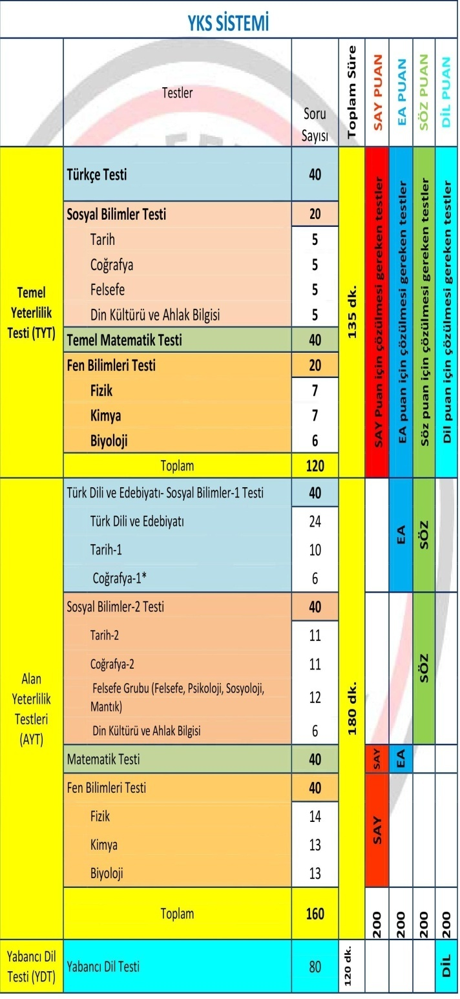 YKS SİSTEMİ
Testler
Soru
Sayısı
Toplam Süre
SAY PUAN
EA PUAN
SÖZ PUAN
DİL PUAN
Temel
Yeterlilik
Testi (TYT)
Türkçe Testi 40
Sosyal Bilimler Testi 20
Tarih 5
Coğrafya 5
Felsefe 5
Din Kültürü ve Ahlak Bilgisi 5
Temel Matematik Testi 40
Fen Bilimleri Testi 20
Fizik 7
Kimya 7
Biyoloji 6
Toplam 120
135 dk.
SAY Puan için çözülmesi gereken testler
EA puan için çözülmesi gereken testler
Söz puan için çözülmesi gereken testler
Dil puan için çözülmesi gereken testler
Alan
Yeterlilik
Testleri
(AYT)
Türk Dili ve Edebiyatı- Sosyal Bilimler-1 Testi 40
Türk Dili ve Edebiyatı 24
Tarih-1 10
Coğrafya-1* 6
EA
SÖZ
Sosyal Bilimler-2 Testi 40
Tarih-2 11
Coğrafya-2 11
Felsefe Grubu (Felsefe, Psikoloji, Sosyoloji,
Mantık) 12
Din Kültürü ve Ahlak Bilgisi 6
SÖZ
180 dk.
Matematik Testi 40
SAY
EA
Fen Bilimleri Testi 40
Fizik 14
Kimya 13
Biyoloji 13
SAY
Toplam 160
200
200
200
200
Yabancı Dil
Testi (YDT)
Yabancı Dil Testi 80
120 dk.
DİL